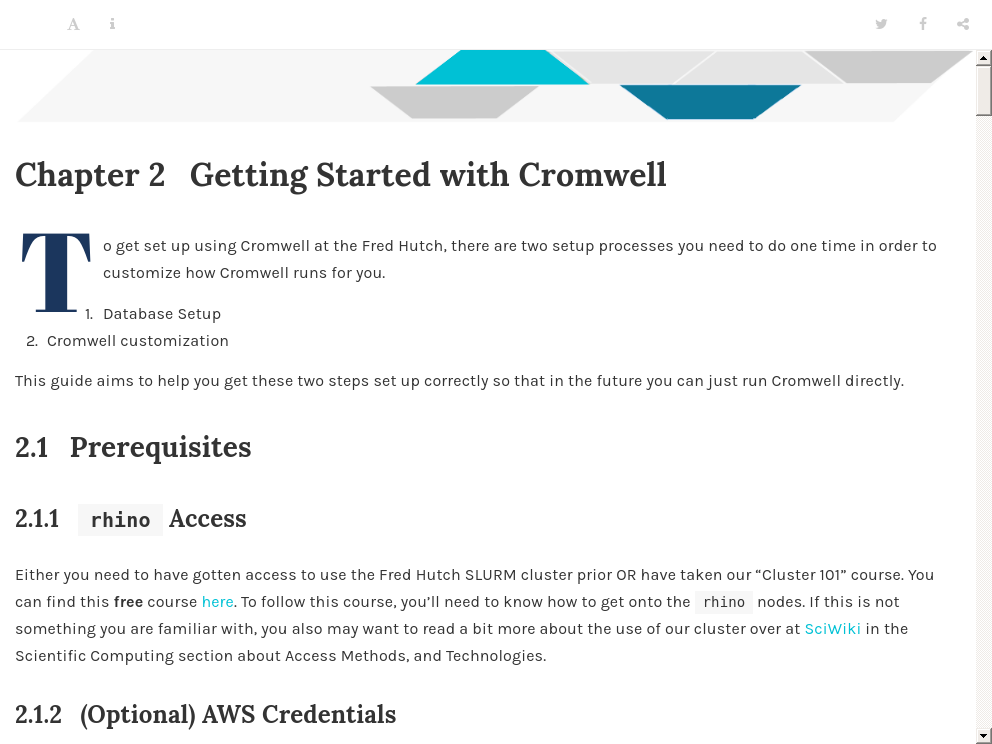 Chapter 2 Getting Started with Cromwell
To get set up using Cromwell at the Fred Hutch, there are two setup processes you need to do one time in order to
customize how Cromwell runs for you.
1. Database Setup
2. Cromwell customization
This guide aims to help you get these two steps set up correctly so that in the future you can just run Cromwell directly.
2.1 Prerequisites
2.1.1 rhino Access
Either you need to have gotten access to use the Fred Hutch SLURM cluster prior OR have taken our “Cluster 101” course. You
can find this free course here. To follow this course, you’ll need to know how to get onto the rhino nodes. If this is not
something you are familiar with, you also may want to read a bit more about the use of our cluster over at SciWiki in the
Scientific Computing section about Access Methods, and Technologies.
2.1.2 (Optional) AWS Credentials